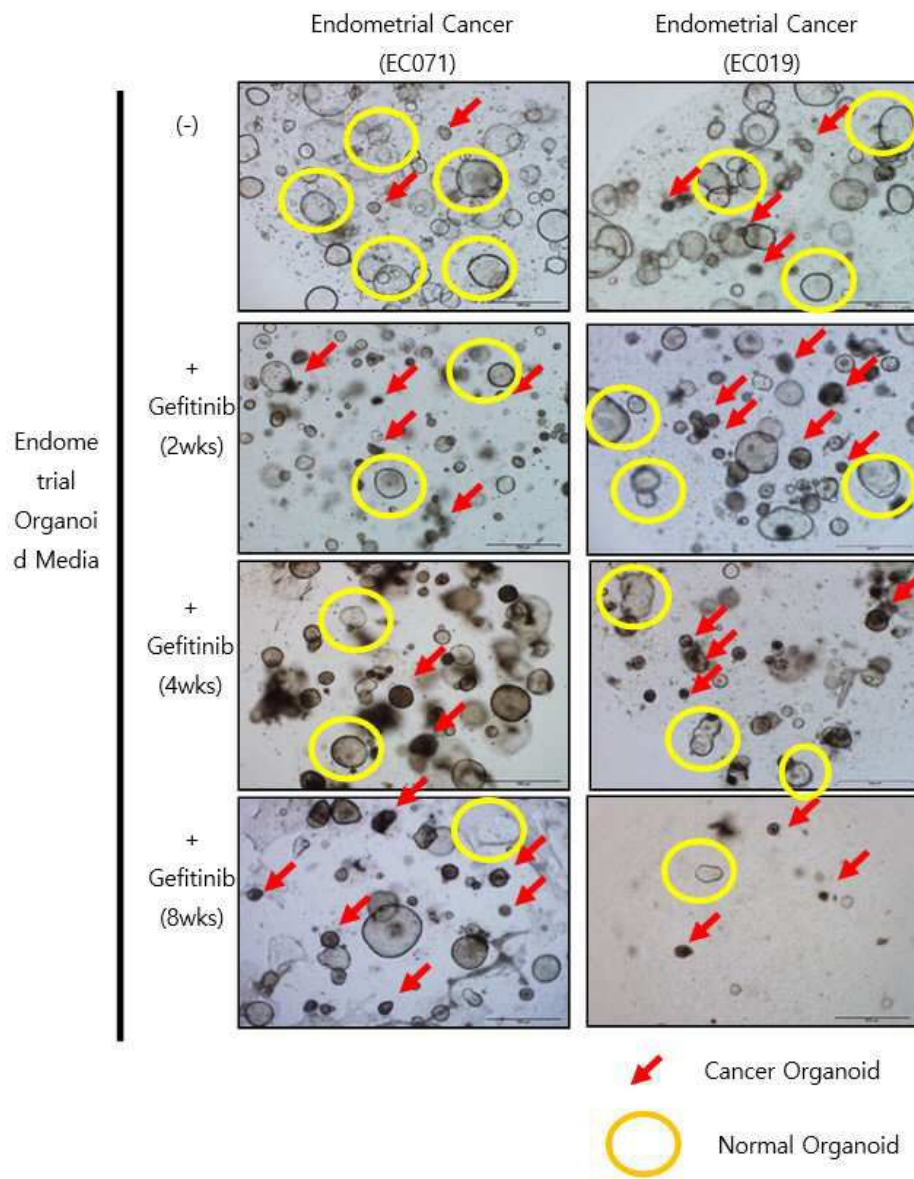 Endometrial Cancer
(EC071)
Endometrial Cancer
(EC019)
(-)
+
Gefitinib
(2wks)
+
Gefitinib
(4wks)
+
Gefitinib
(8wks)
Endome
trial
Organoi
d Media
Cancer Organoid
Normal Organoid